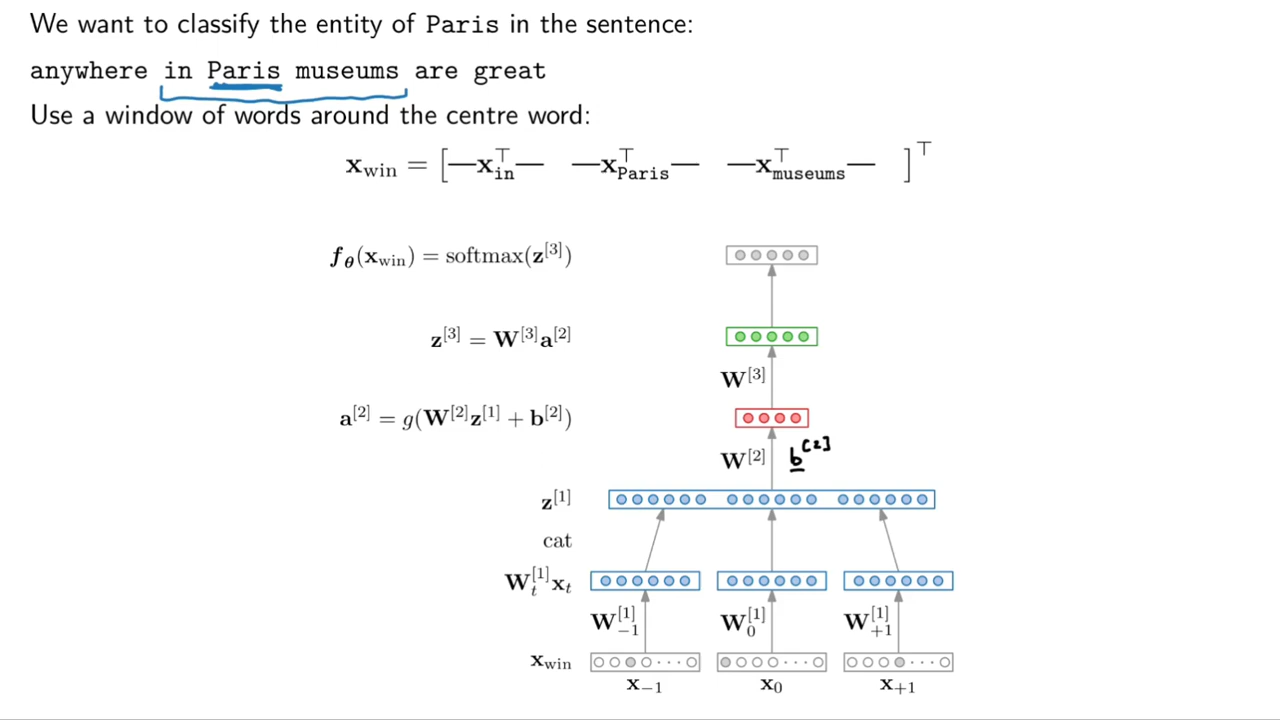 We want to classify the entity of Paris in the sentence:
anywhere in Paris museums are great
Use a window of words around the centre word:
x_win = [—x_in^⊤— —x_Paris^⊤— —x_museums^⊤— ]^⊤
f_θ(x_win) = softmax(z^[3])
z^[3] = W^[3]a^[2]
W^[3]
a^[2] = g(W^[2]z^[1] + b^[2])
W^[2] b^[2]
z^[1]
cat
W_t^[1]x_t
W_−1^[1] W_0^[1] W_+1^[1]
x_win
x_−1 x_0 x_+1